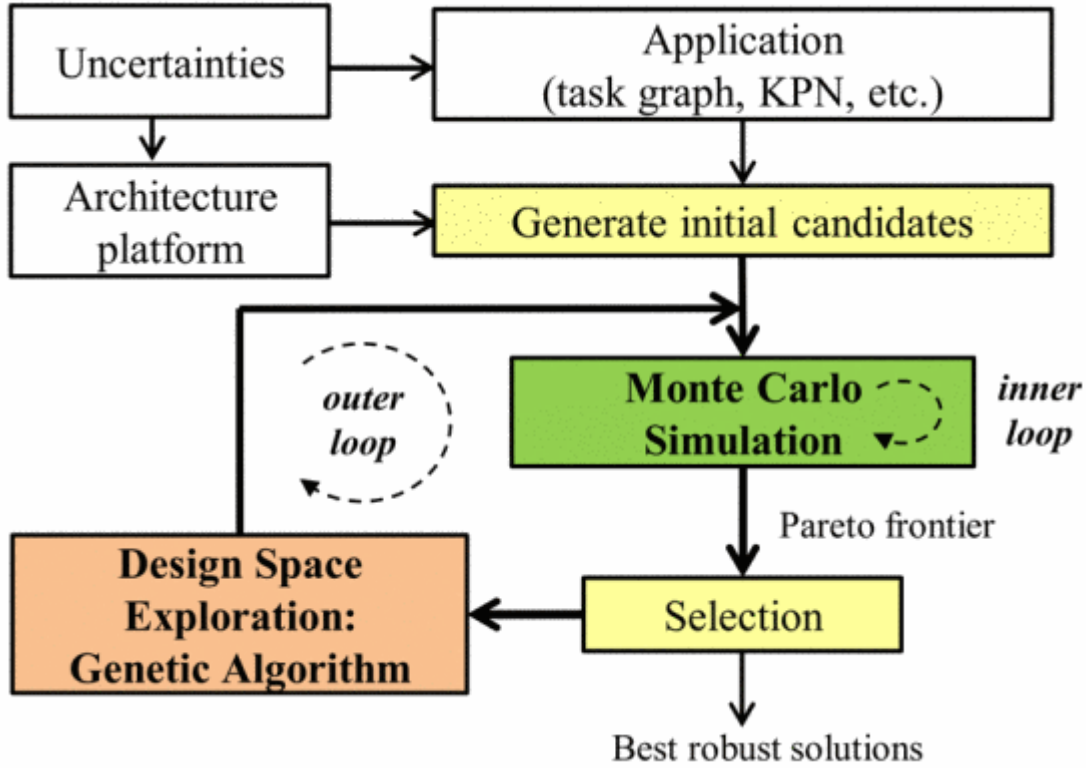 Uncertainties
Application
(task graph, KPN, etc.)
Architecture
platform
Generate initial candidates
outer
loop
Monte Carlo
Simulation
inner
loop
Pareto frontier
Design Space
Exploration:
Genetic Algorithm
Selection
Best robust solutions